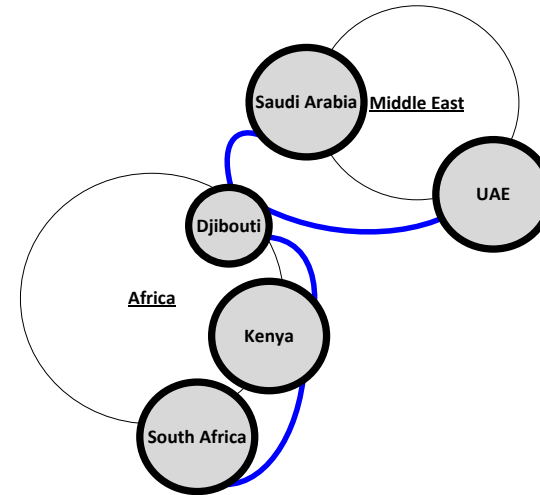 Saudi Arabia
Middle East
UAE
Djibouti
Africa
Kenya
South Africa